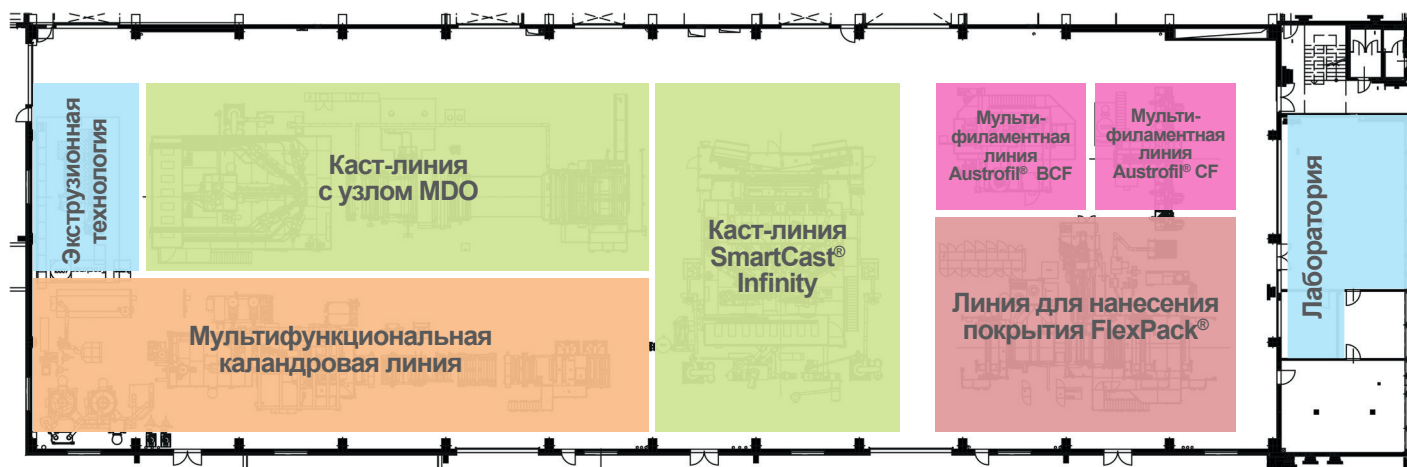 Экструзионная
технология
Каст-линия
с узлом MDO
Мультифункциональная
каландровая линия
Каст-линия
SmartCast®
Infinity
Мульти-
филаментная
линия
Austrofil® BCF
Мульти-
филаментная
линия
Austrofil® CF
Линия для нанесения
покрытия FlexPack®
Лаборатория